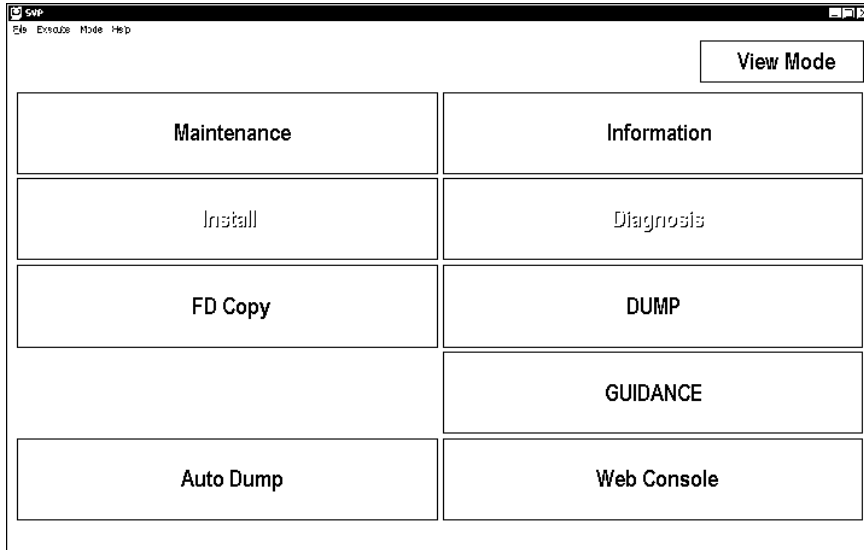 SVP
File Execute Mode Help
View Mode
Maintenance Information
Install Diagnosis
FD Copy DUMP
GUIDANCE
Auto Dump Web Console